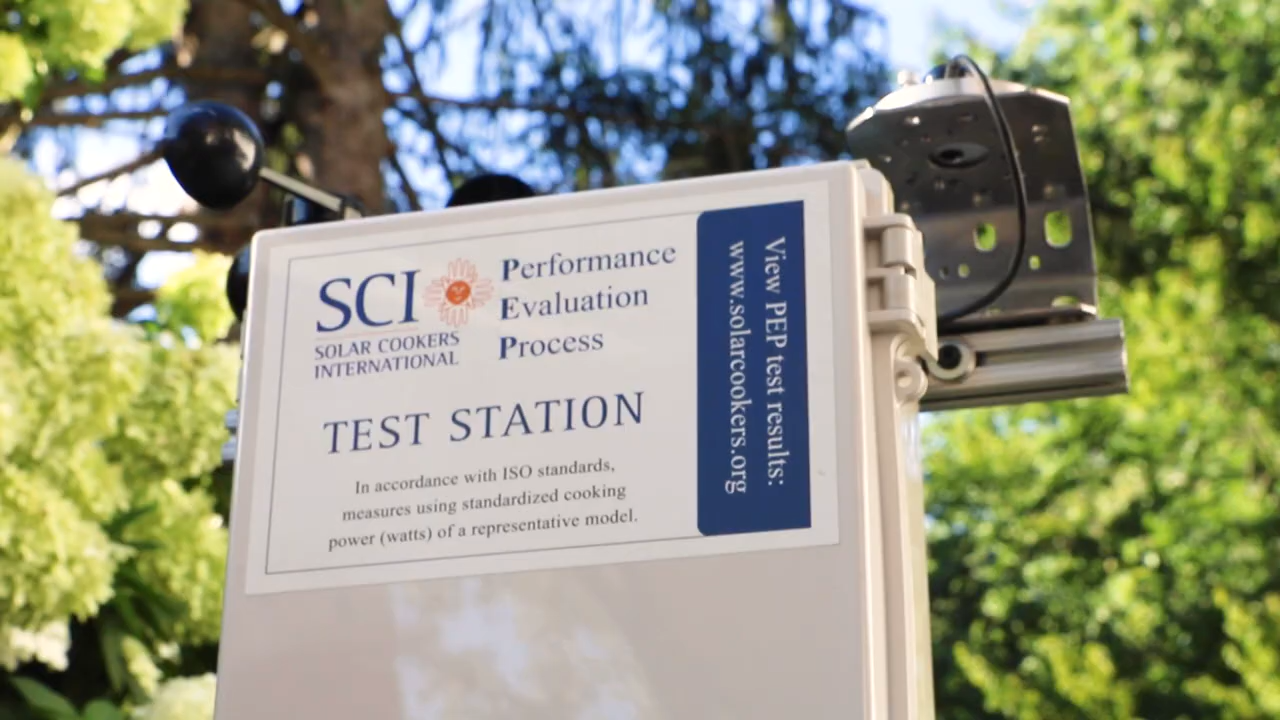 SCI
SOLAR COOKERS
INTERNATIONAL
Performance
Evaluation
Process
TEST STATION
In accordance with ISO standards,
measures using standardized cooking
power (watts) of a representative model.
View PEP test results:
www.solarcookers.org